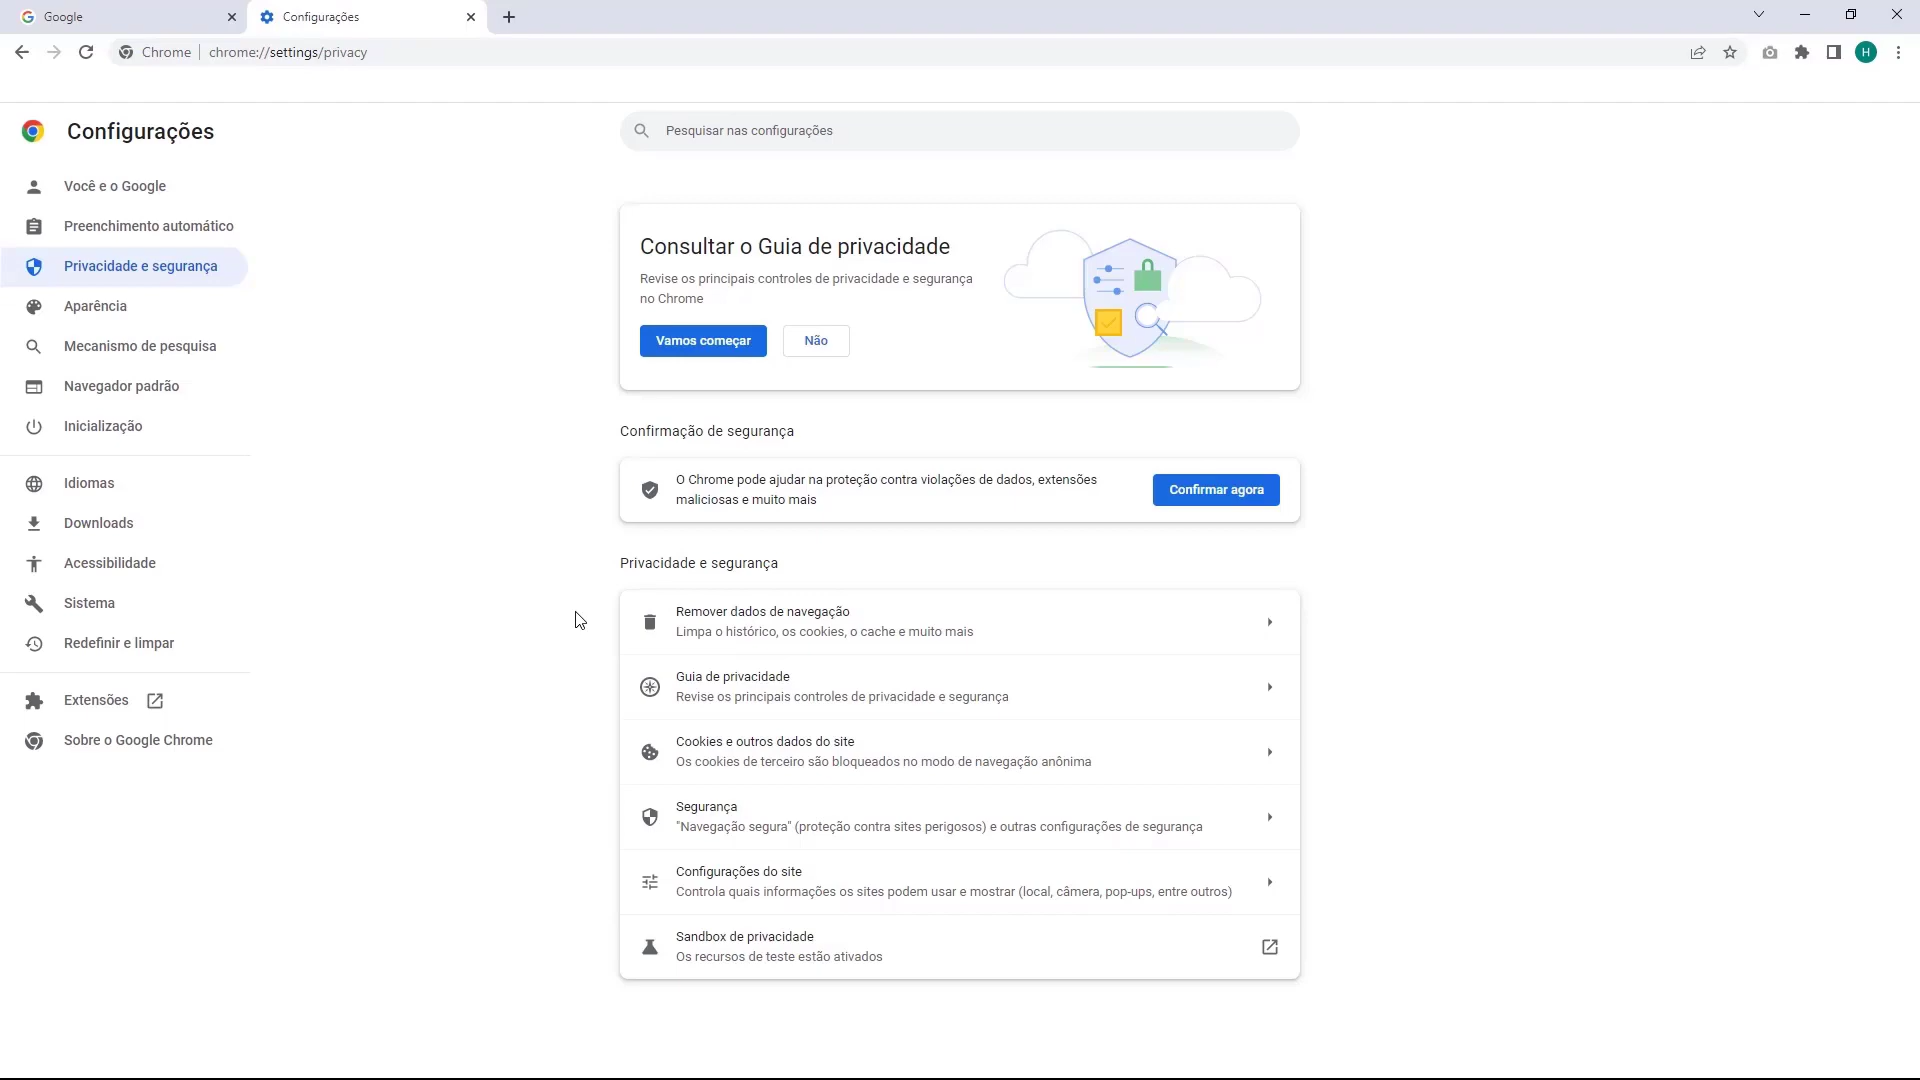 Google
Configurações
Chrome
chrome://settings/privacy
H
Configurações
Pesquisar nas configurações
Você e o Google
Preenchimento automático
Privacidade e segurança
Aparência
Mecanismo de pesquisa
Navegador padrão
Inicialização
Idiomas
Downloads
Acessibilidade
Sistema
Redefinir e limpar
Extensões
Sobre o Google Chrome
Consultar o Guia de privacidade
Revise os principais controles de privacidade e segurança
no Chrome
Vamos começar
Não
Confirmação de segurança
O Chrome pode ajudar na proteção contra violações de dados, extensões
maliciosas e muito mais
Confirmar agora
Privacidade e segurança
Remover dados de navegação
Limpa o histórico, os cookies, o cache e muito mais
Guia de privacidade
Revise os principais controles de privacidade e segurança
Cookies e outros dados do site
Os cookies de terceiro são bloqueados no modo de navegação anônima
Segurança
"Navegação segura" (proteção contra sites perigosos) e outras configurações de segurança
Configurações do site
Controla quais informações os sites podem usar e mostrar (local, câmera, pop-ups, entre outros)
Sandbox de privacidade
Os recursos de teste estão ativados